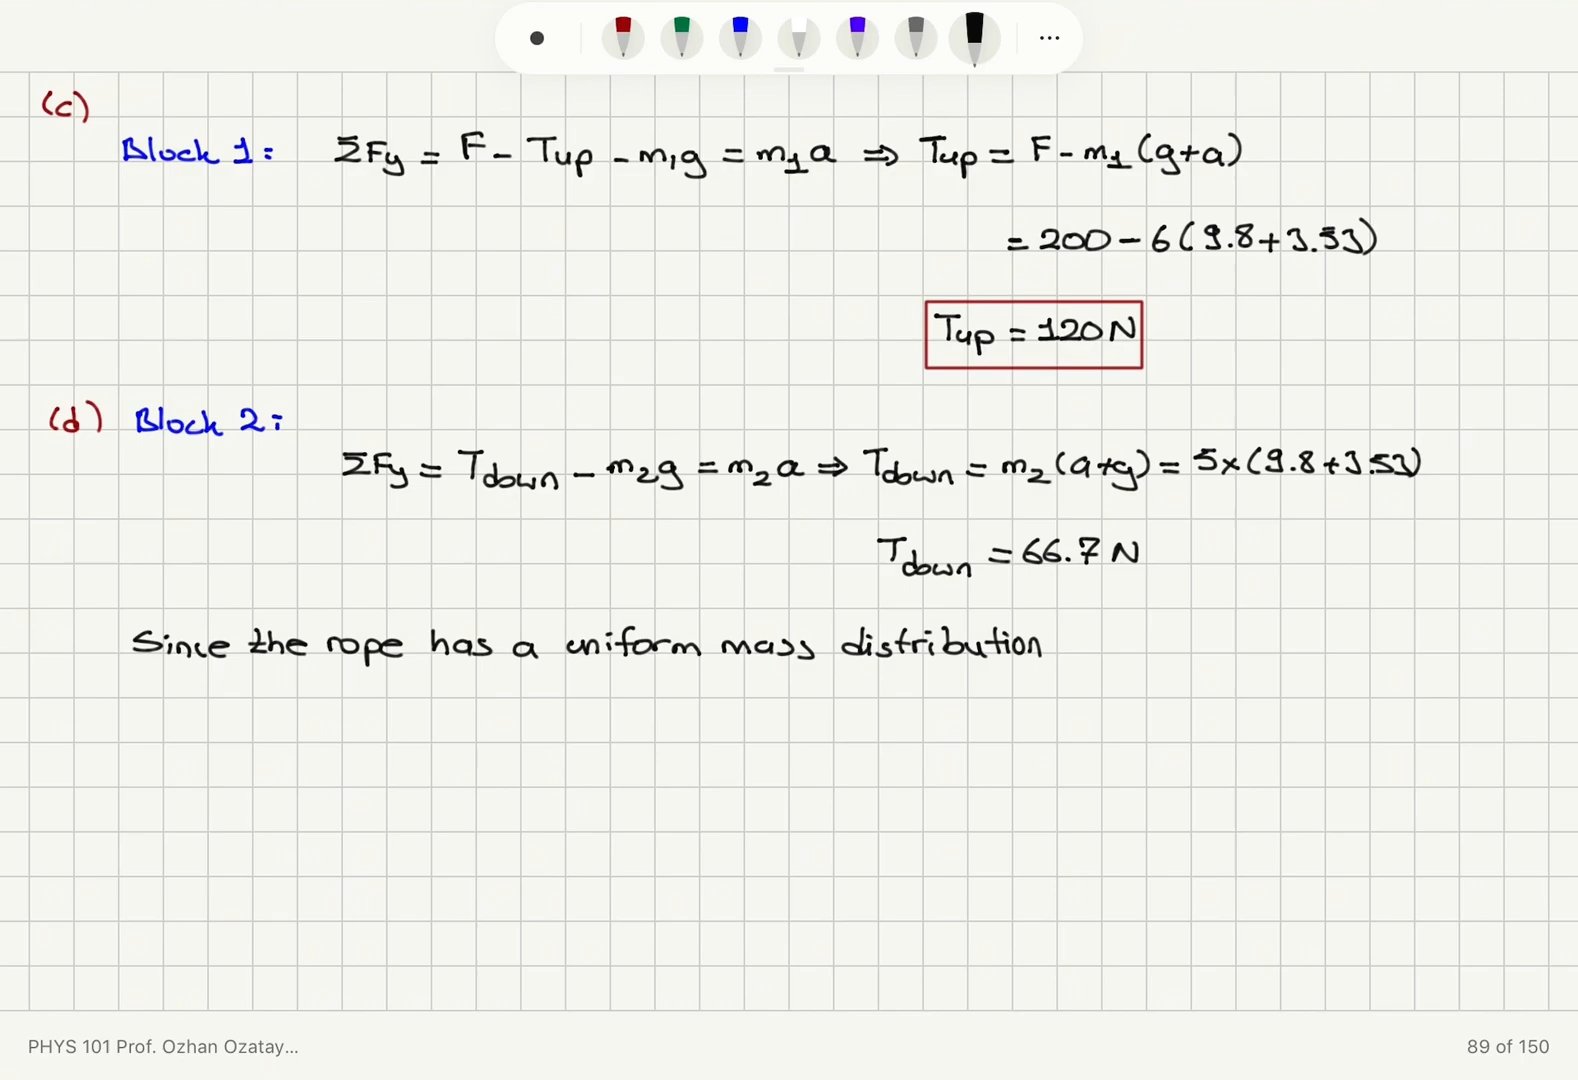 (c)
Block 1: ΣFy = F - Tup - m1g = m1a ⇒ Tup = F - m1(g+a)
= 200 - 6(9.8+3.53)
Tup = 120N
(d) Block 2:
ΣFy = Tdown - m2g = m2a ⇒ Tdown = m2(a+g) = 5x(9.8+3.53)
Tdown = 66.7 N
Since the rope has a uniform mass distribution
PHYS 101 Prof. Ozhan Ozatay...
89 of 150